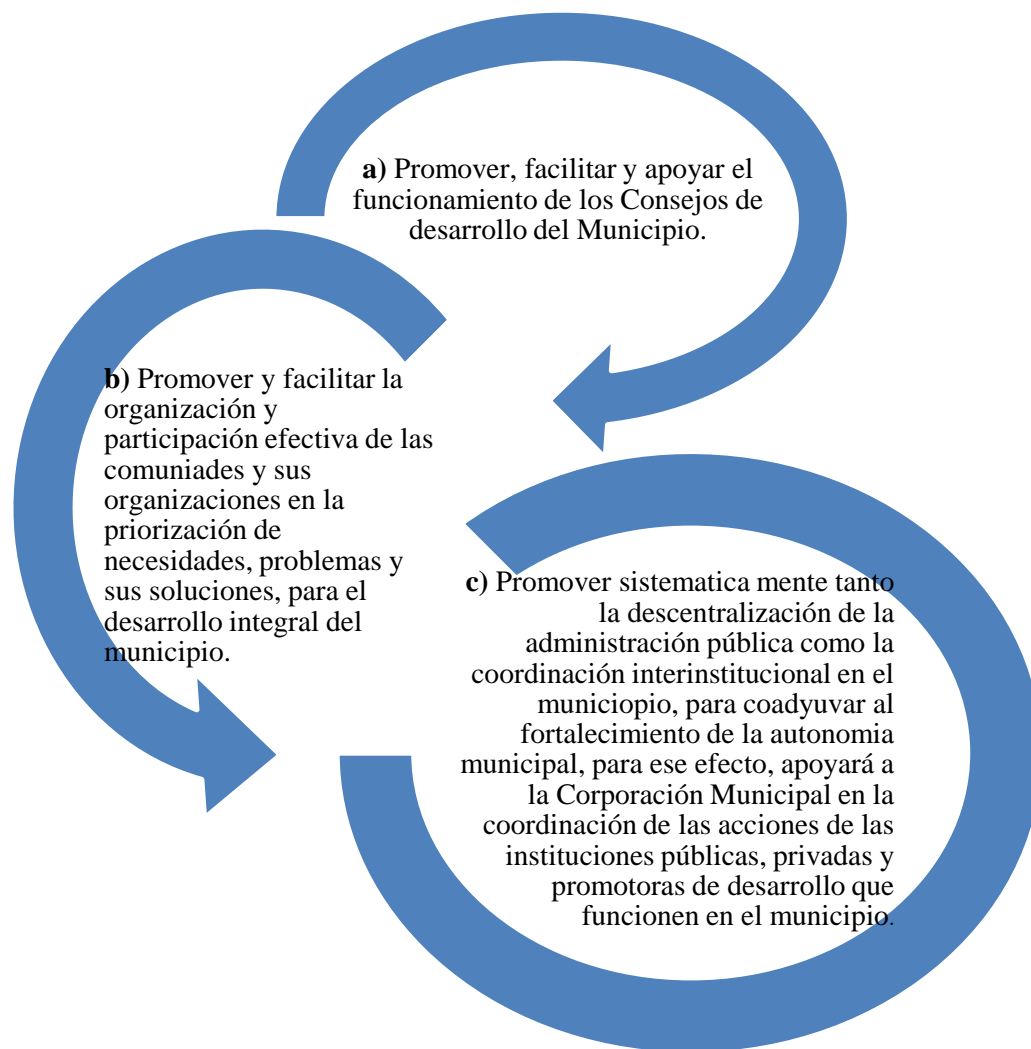 a) Promover, facilitar y apoyar el
funcionamiento de los Consejos de
desarrollo del Municipio.
b) Promover y facilitar la
organización y
participación efectiva de las
comuniades y sus
organizaciones en la
priorización de
necesidades, problemas y
sus soluciones, para el
desarrollo integral del
municipio.
c) Promover sistematica mente tanto
la descentralización de la
administración pública como la
coordinación interinstitucional en el
municiopio, para coadyuvar al
fortalecimiento de la autonomia
municipal, para ese efecto, apoyará a
la Corporación Municipal en la
coordinación de las acciones de las
instituciones públicas, privadas y
promotoras de desarrollo que
funcionen en el municipio.